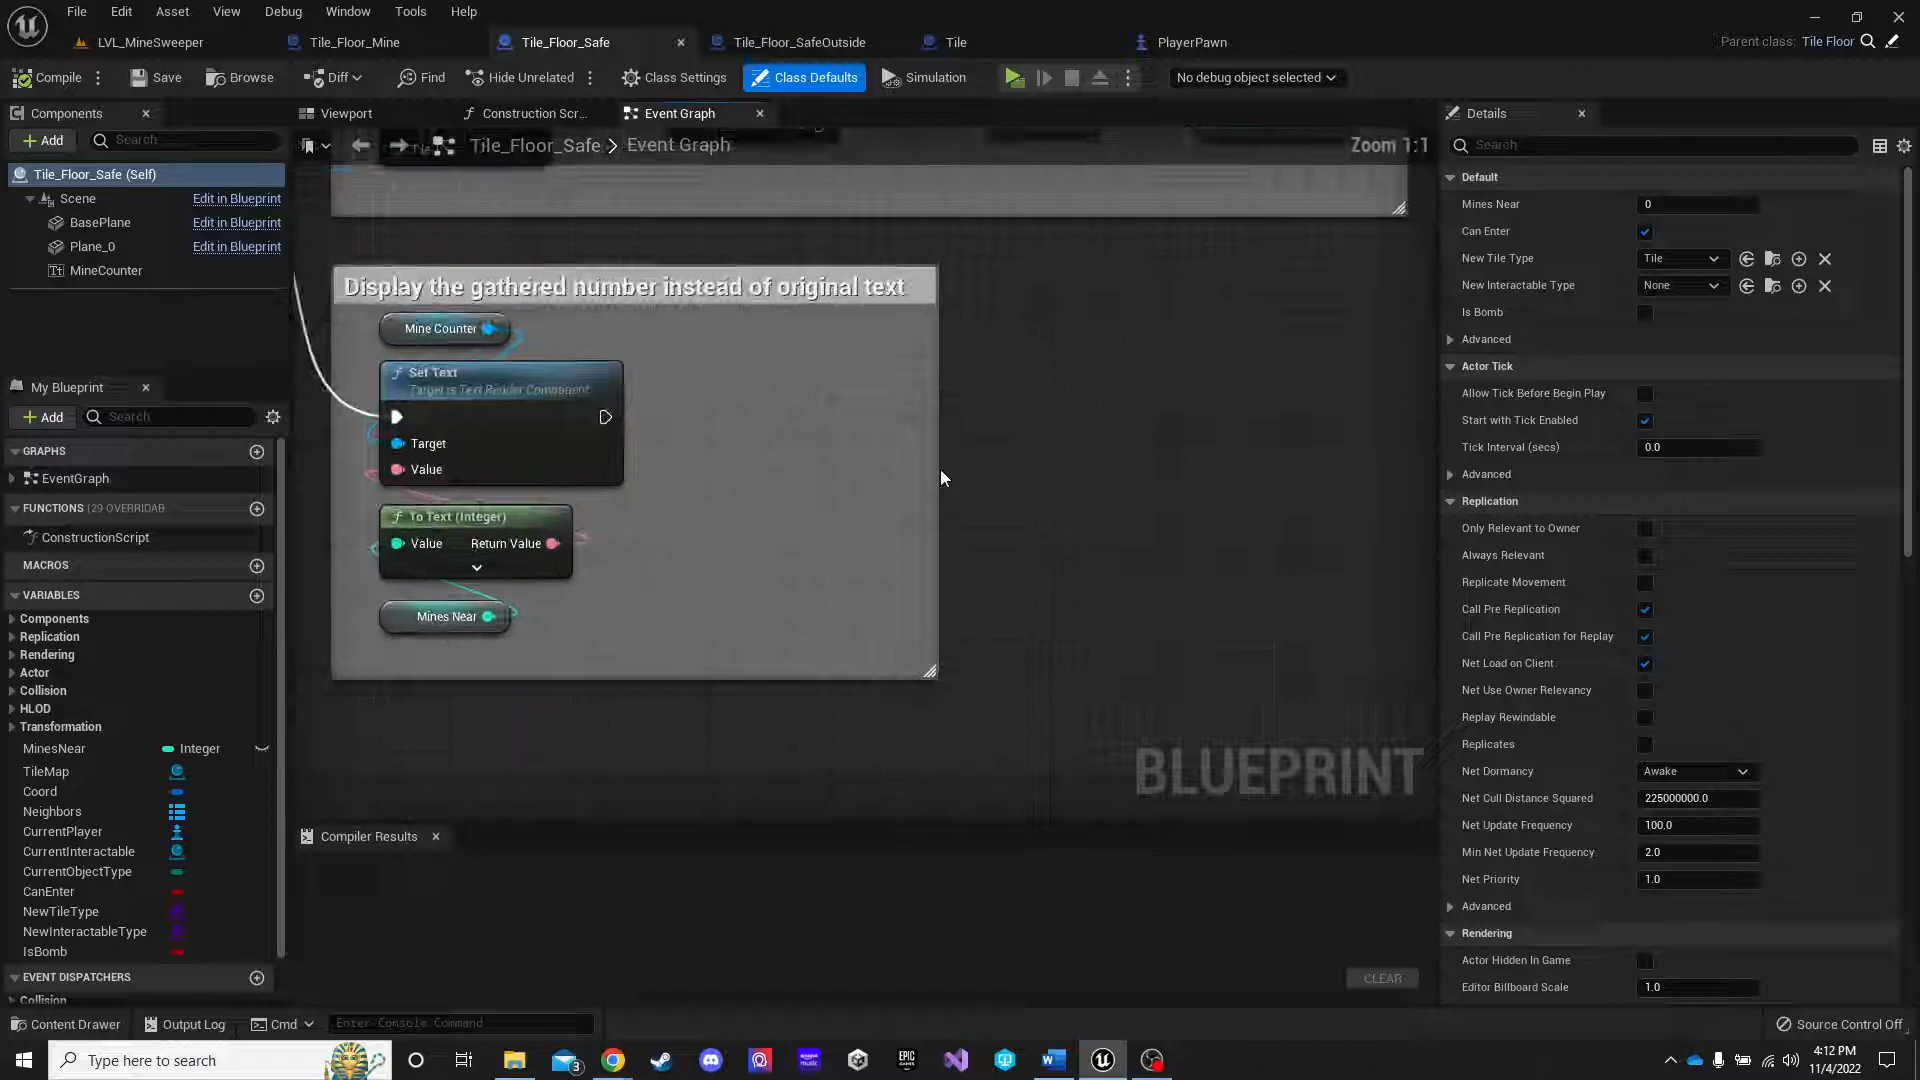 File Edit Asset View Debug Window Tools Help
LVL_MineSweeper Tile_Floor_Mine Tile_Floor_Safe Tile_Floor_SafeOutside Tile PlayerPawn Parent class: Tile Floor
Compile Save Browse Diff Find Hide Unrelated Class Settings Class Defaults Simulation No debug object selected
Components Viewport Construction Scr... Event Graph Details
Add Search Tile_Floor_Safe > Event Graph Zoom 1:1 Search
Tile_Floor_Safe (Self)
Scene Edit in Blueprint
BasePlane Edit in Blueprint
Plane_0 Edit in Blueprint
MineCounter
My Blueprint
Add Search
GRAPHS
EventGraph
FUNCTIONS (29 OVERRIDAB
ConstructionScript
MACROS
VARIABLES
Components
Replication
Rendering
Actor
Collision
HLOD
Transformation
MinesNear Integer
TileMap
Coord
Neighbors
CurrentPlayer
CurrentInteractable
CurrentObjectType
CanEnter
NewTileType
NewInteractableType
IsBomb
EVENT DISPATCHERS
Collision
Display the gathered number instead of original text
Mine Counter
Set Text
Target is Text Render Component
Target
Value
To Text (Integer)
Value Return Value
Mines Near
BLUEPRINT
Compiler Results
CLEAR
Default
Mines Near 0
Can Enter
New Tile Type Tile
New Interactable Type None
Is Bomb
Advanced
Actor Tick
Allow Tick Before Begin Play
Start with Tick Enabled
Tick Interval (secs) 0.0
Advanced
Replication
Only Relevant to Owner
Always Relevant
Replicate Movement
Call Pre Replication
Call Pre Replication for Replay
Net Load on Client
Net Use Owner Relevancy
Replay Rewindable
Replicates
Net Dormancy Awake
Net Cull Distance Squared 225000000.0
Net Update Frequency 100.0
Min Net Update Frequency 2.0
Net Priority 1.0
Advanced
Rendering
Actor Hidden In Game
Editor Billboard Scale 1.0
Content Drawer Output Log Cmd Enter Console Command Source Control Off
Type here to search 3 EPIC GAMES 4:12 PM
11/4/2022